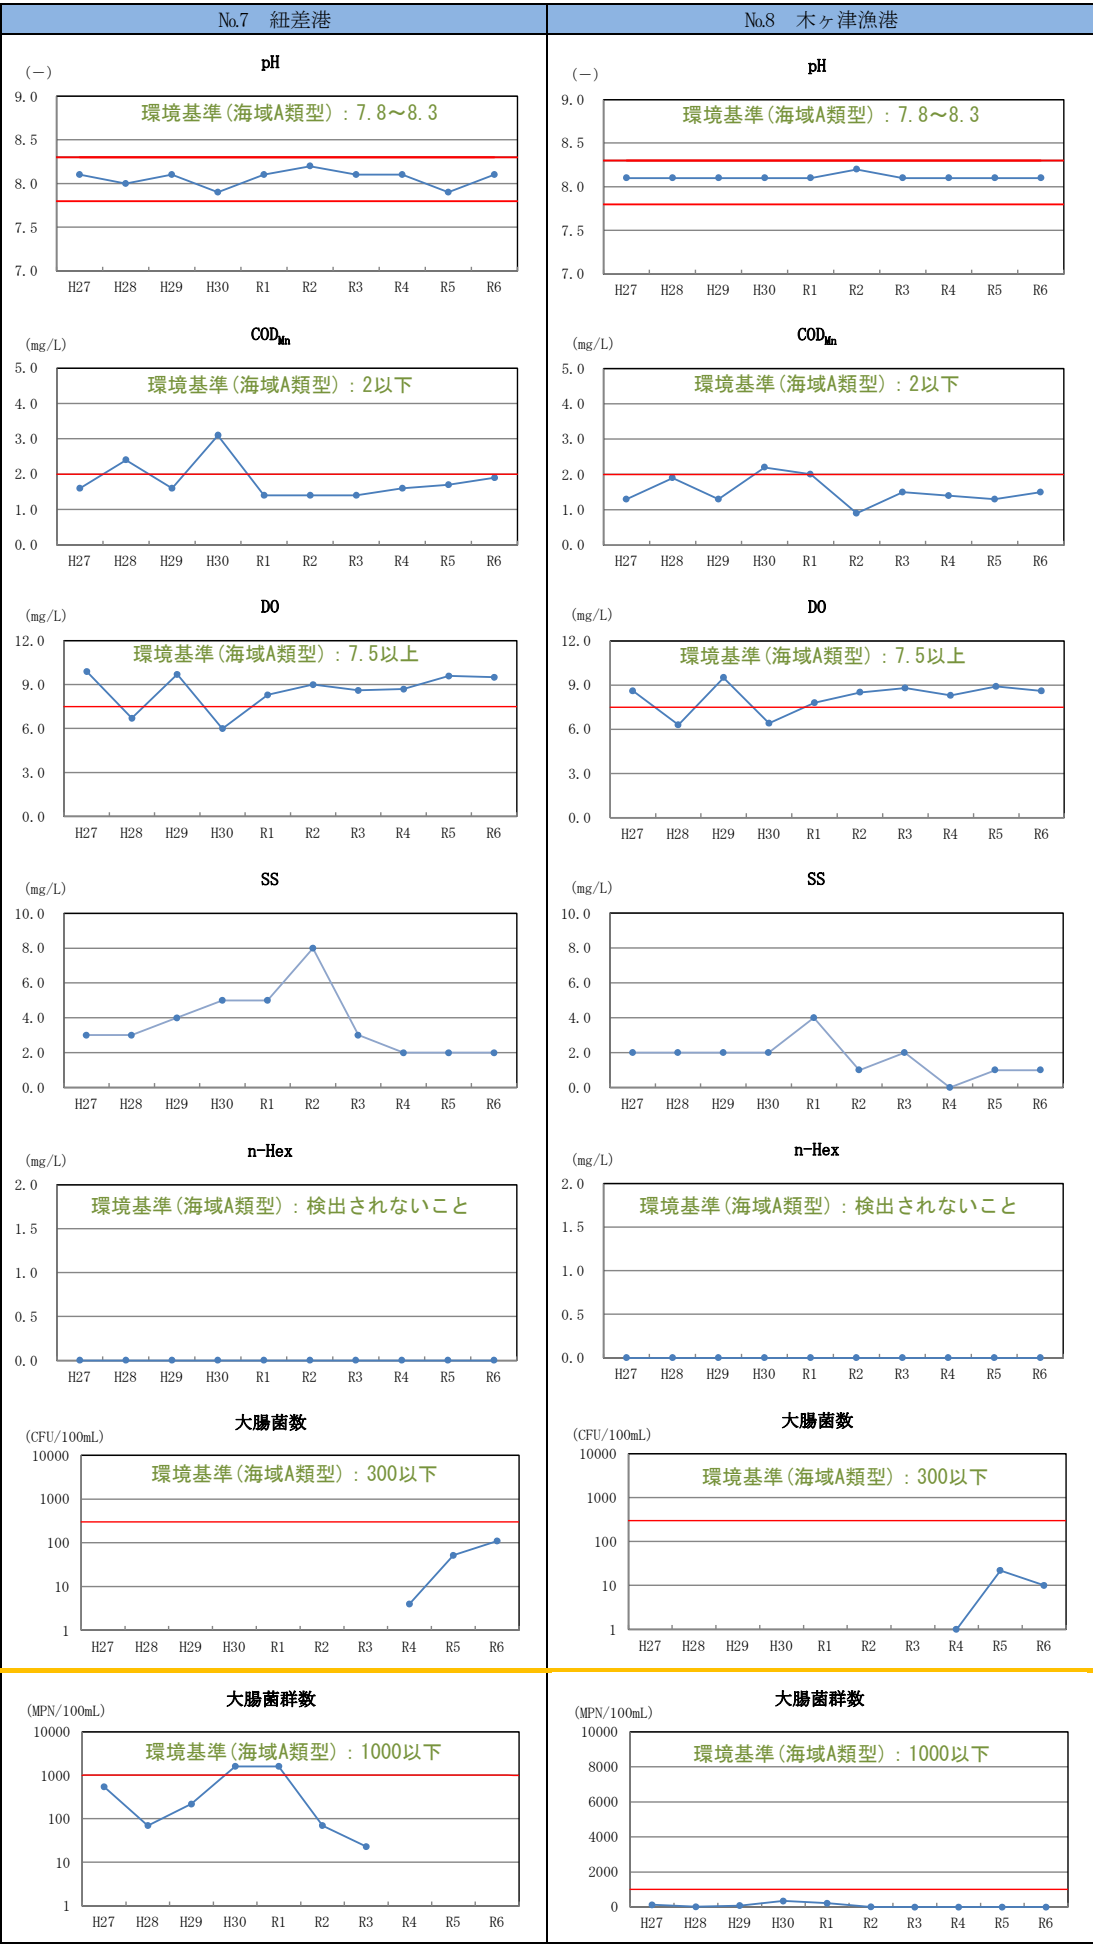 №7 紐差港
№8 木ヶ津漁港
pH
(－)
環境基準(海域A類型)：7.8～8.3
9.0
8.5
8.0
7.5
7.0
H27 H28 H29 H30 R1 R2 R3 R4 R5 R6
pH
(－)
環境基準(海域A類型)：7.8～8.3
9.0
8.5
8.0
7.5
7.0
H27 H28 H29 H30 R1 R2 R3 R4 R5 R6
CODMn
(mg/L)
環境基準(海域A類型)：2以下
5.0
4.0
3.0
2.0
1.0
0.0
H27 H28 H29 H30 R1 R2 R3 R4 R5 R6
CODMn
(mg/L)
環境基準(海域A類型)：2以下
5.0
4.0
3.0
2.0
1.0
0.0
H27 H28 H29 H30 R1 R2 R3 R4 R5 R6
DO
(mg/L)
環境基準(海域A類型)：7.5以上
12.0
9.0
6.0
3.0
0.0
H27 H28 H29 H30 R1 R2 R3 R4 R5 R6
DO
(mg/L)
環境基準(海域A類型)：7.5以上
12.0
9.0
6.0
3.0
0.0
H27 H28 H29 H30 R1 R2 R3 R4 R5 R6
SS
(mg/L)
10.0
8.0
6.0
4.0
2.0
0.0
H27 H28 H29 H30 R1 R2 R3 R4 R5 R6
SS
(mg/L)
10.0
8.0
6.0
4.0
2.0
0.0
H27 H28 H29 H30 R1 R2 R3 R4 R5 R6
n-Hex
(mg/L)
環境基準(海域A類型)：検出されないこと
2.0
1.5
1.0
0.5
0.0
H27 H28 H29 H30 R1 R2 R3 R4 R5 R6
n-Hex
(mg/L)
環境基準(海域A類型)：検出されないこと
2.0
1.5
1.0
0.5
0.0
H27 H28 H29 H30 R1 R2 R3 R4 R5 R6
大腸菌数
(CFU/100mL)
環境基準(海域A類型)：300以下
10000
1000
100
10
1
H27 H28 H29 H30 R1 R2 R3 R4 R5 R6
大腸菌数
(CFU/100mL)
環境基準(海域A類型)：300以下
10000
1000
100
10
1
H27 H28 H29 H30 R1 R2 R3 R4 R5 R6
大腸菌群数
(MPN/100mL)
環境基準(海域A類型)：1000以下
10000
1000
100
10
1
H27 H28 H29 H30 R1 R2 R3 R4 R5 R6
大腸菌群数
(MPN/100mL)
環境基準(海域A類型)：1000以下
10000
8000
6000
4000
2000
0
H27 H28 H29 H30 R1 R2 R3 R4 R5 R6